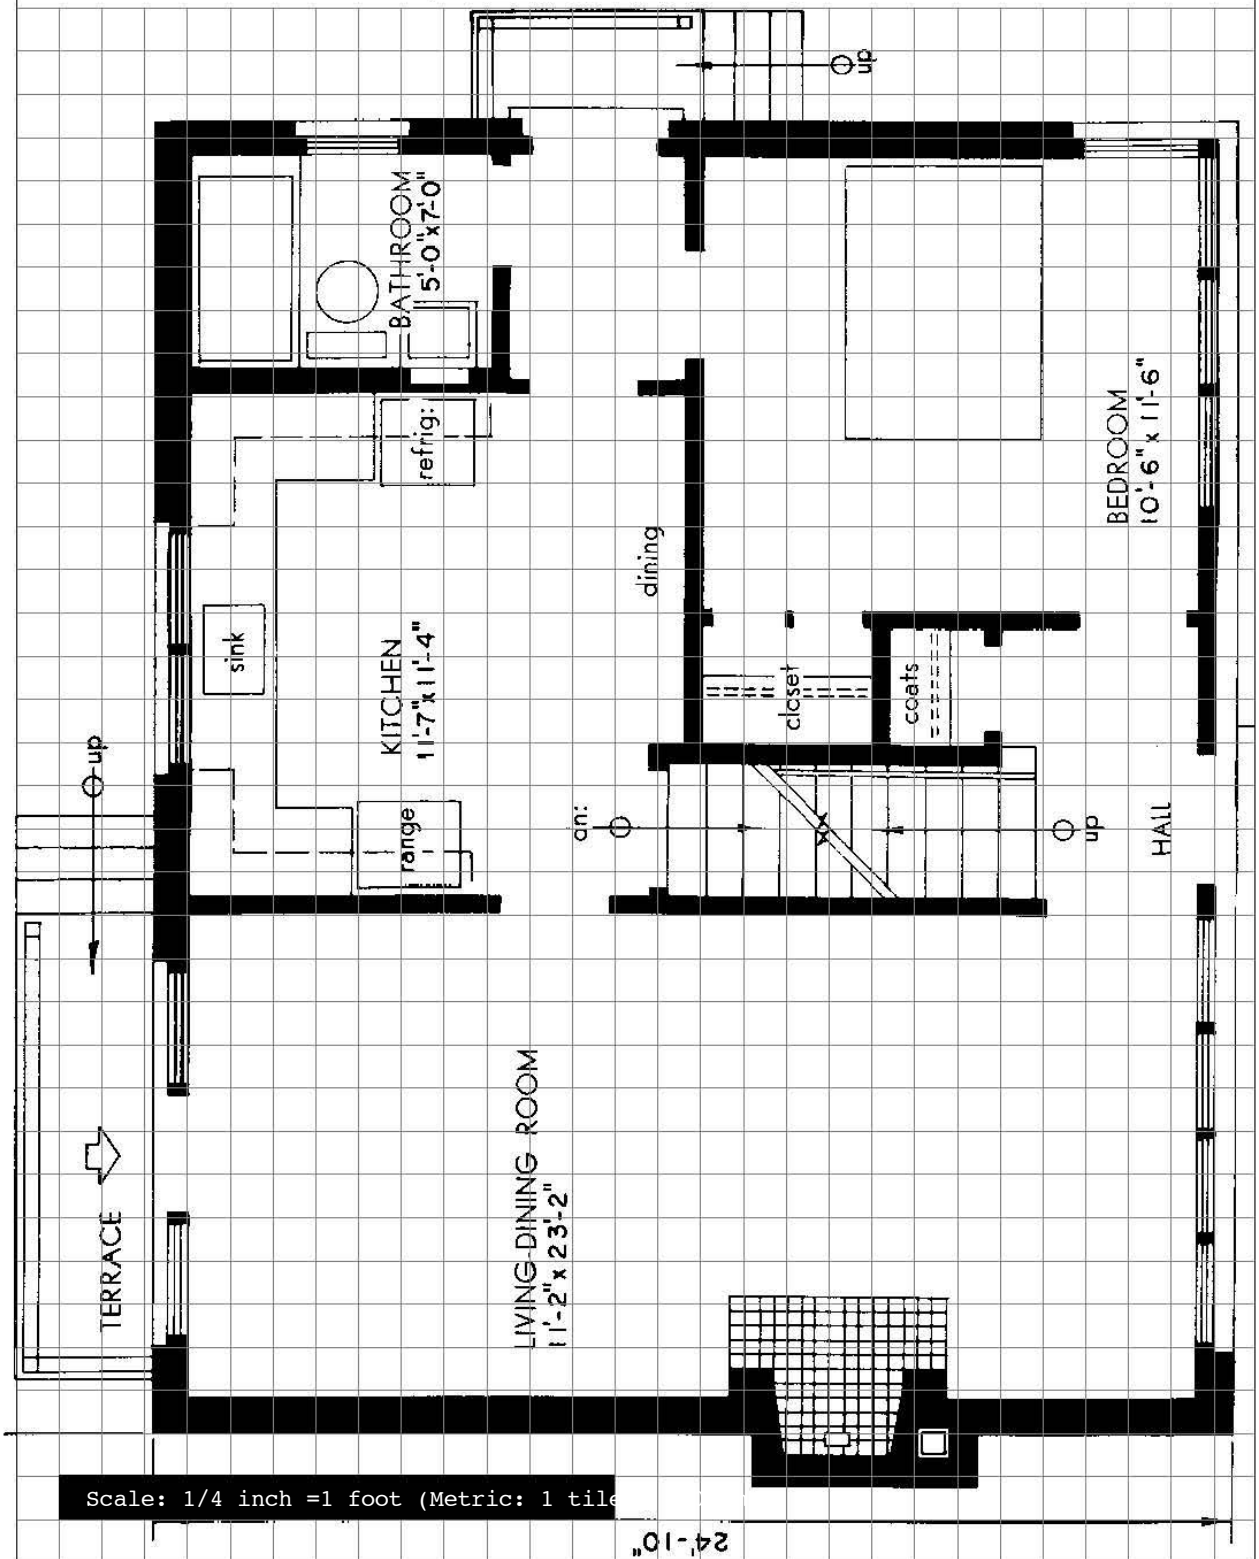 up
BATHROOM
5'-0"x7'-0"
refrig:
BEDROOM
10'-6" x 11'-6"
dining
sink
KITCHEN
11'-7"x11'-4"
closet
coats
up
range
dn:
up
HALL
LIVING-DINING ROOM
11'-2"x 23'-2"
TERRACE
Scale: 1/4 inch =1 foot (Metric: 1 tile
24'-10"